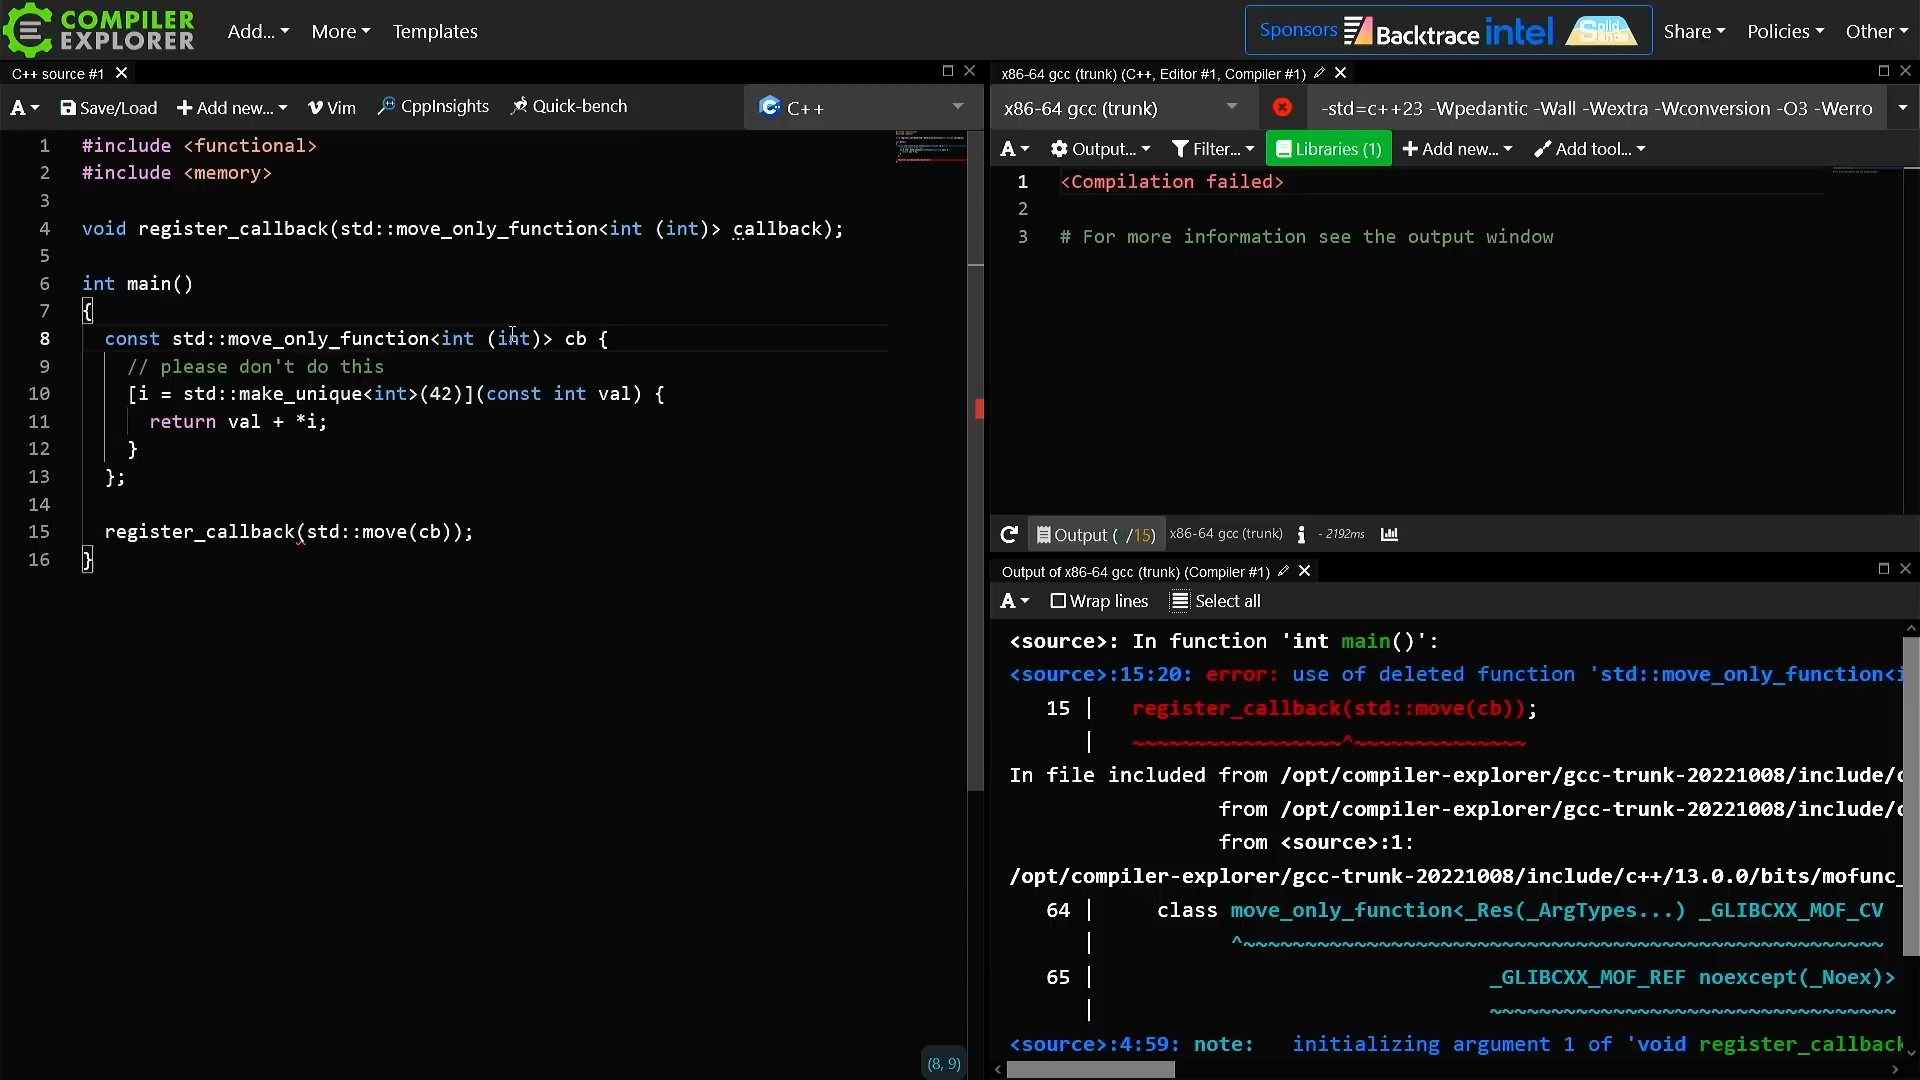 COMPILER EXPLORER Add... More Templates Sponsors Backtrace intel Solid Share Policies Other
C++ source #1
A Save/Load Add new... Vim CppInsights Quick-bench C++
1 #include <functional>
2 #include <memory>
3
4 void register_callback(std::move_only_function<int (int)> callback);
5
6 int main()
7 {
8 const std::move_only_function<int (int)> cb {
9 // please don't do this
10 [i = std::make_unique<int>(42)](const int val) {
11 return val + *i;
12 }
13 };
14
15 register_callback(std::move(cb));
16 }
(8, 9)
x86-64 gcc (trunk) (C++, Editor #1, Compiler #1)
x86-64 gcc (trunk) -std=c++23 -Wpedantic -Wall -Wextra -Wconversion -O3 -Werro
A Output... Filter... Libraries (1) Add new... Add tool...
1 <Compilation failed>
2
3 # For more information see the output window
Output ( /15) x86-64 gcc (trunk) i - 2192ms
Output of x86-64 gcc (trunk) (Compiler #1)
A Wrap lines Select all
<source>: In function 'int main()':
<source>:15:20: error: use of deleted function 'std::move_only_function<i
15 | register_callback(std::move(cb));
| ~~~~~~~~~~~~~~~~~^~~~~~~~~~~~~~~
In file included from /opt/compiler-explorer/gcc-trunk-20221008/include/c
from /opt/compiler-explorer/gcc-trunk-20221008/include/c
from <source>:1:
/opt/compiler-explorer/gcc-trunk-20221008/include/c++/13.0.0/bits/mofunc_
64 | class move_only_function<_Res(_ArgTypes...) _GLIBCXX_MOF_CV
| ^~~~~~~~~~~~~~~~~~~~~~~~~~~~~~~~~~~~~~~~~~~~~~~~~~~~~
65 | _GLIBCXX_MOF_REF noexcept(_Noex)>
| ~~~~~~~~~~~~~~~~~~~~~~~~~~~~~~~~~
<source>:4:59: note: initializing argument 1 of 'void register_callback